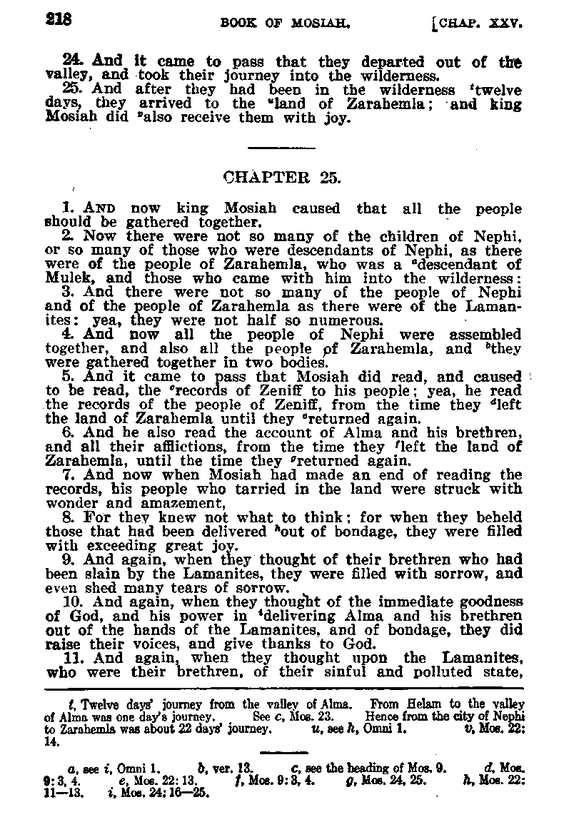 218 BOOK OF MOSIAH. [CHAP. XXV.
24. And it came to pass that they departed out of the
valley, and took their journey into the wilderness.
25. And after they had been in the wilderness ᵗtwelve
days, they arrived to the ᵘland of Zarahemla; and king
Mosiah did ᵛalso receive them with joy.
CHAPTER 25.
1. AND now king Mosiah caused that all the people
should be gathered together.
2. Now there were not so many of the children of Nephi,
or so many of those who were descendants of Nephi, as there
were of the people of Zarahemla, who was a ᵃdescendant of
Mulek, and those who came with him into the wilderness:
3. And there were not so many of the people of Nephi
and of the people of Zarahemla as there were of the Laman-
ites: yea, they were not half so numerous.
4. And now all the people of Nephi were assembled
together, and also all the people of Zarahemla, and ᵇthey
were gathered together in two bodies.
5. And it came to pass that Mosiah did read, and caused
to be read, the ᶜrecords of Zeniff to his people; yea, he read
the records of the people of Zeniff, from the time they ᵈleft
the land of Zarahemla until they ᵉreturned again.
6. And he also read the account of Alma and his brethren,
and all their afflictions, from the time they ᶠleft the land of
Zarahemla, until the time they ᵍreturned again.
7. And now when Mosiah had made an end of reading the
records, his people who tarried in the land were struck with
wonder and amazement,
8. For they knew not what to think; for when they beheld
those that had been delivered ʰout of bondage, they were filled
with exceeding great joy.
9. And again, when they thought of their brethren who had
been slain by the Lamanites, they were filled with sorrow, and
even shed many tears of sorrow.
10. And again, when they thought of the immediate goodness
of God, and his power in ⁱdelivering Alma and his brethren
out of the hands of the Lamanites, and of bondage, they did
raise their voices, and give thanks to God.
11. And again, when they thought upon the Lamanites,
who were their brethren, of their sinful and polluted state,
t, Twelve days' journey from the valley of Alma. From Helam to the valley
of Alma was one day's journey. See c, Mos. 23. Hence from the city of Nephi
to Zarahemla was about 22 days' journey. u, see h, Omni 1. v, Mos. 22:
14.
a, see i, Omni 1. b, ver. 13. c, see the heading of Mos. 9. d, Mos.
9:3, 4. e, Mos. 22:13. f, Mos. 9:3, 4. g, Mos. 24, 25. h, Mos. 22:
11—13. i, Mos. 24:16—25.